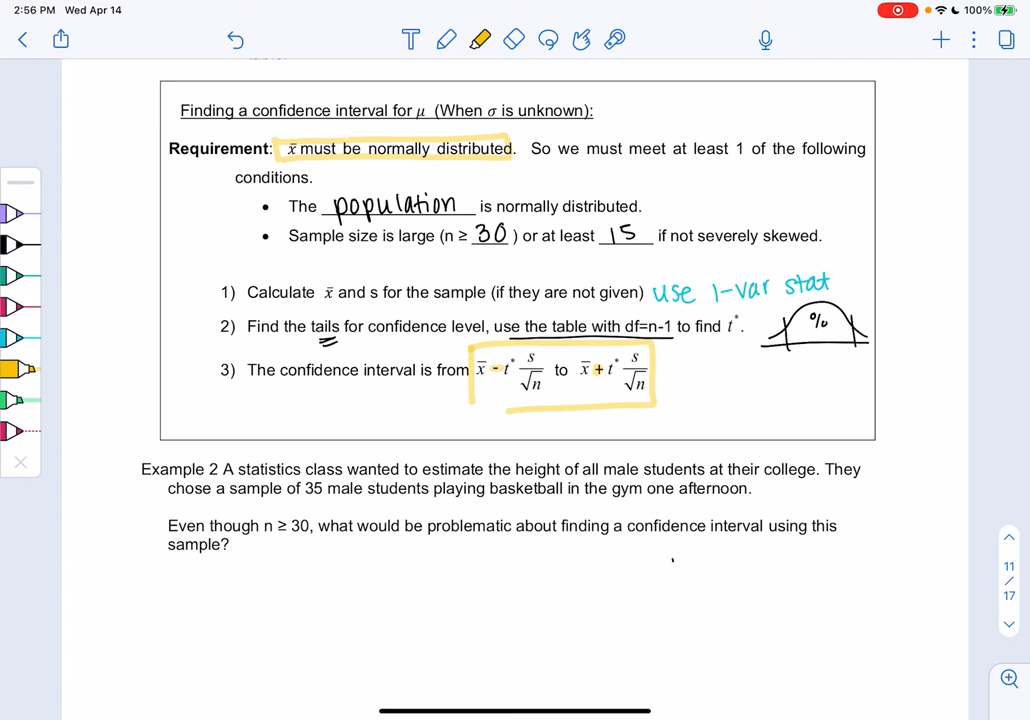 2:56 PM Wed Apr 14
100%
Finding a confidence interval for μ (When σ is unknown):
Requirement: x̄ must be normally distributed. So we must meet at least 1 of the following
conditions.
• The population is normally distributed.
• Sample size is large (n ≥ 30 ) or at least 15 if not severely skewed.
1) Calculate x̄ and s for the sample (if they are not given) use 1-var stat
2) Find the tails for confidence level, use the table with df=n-1 to find t*.
%
3) The confidence interval is from x̄ - t* s/√n to x̄ + t* s/√n
Example 2 A statistics class wanted to estimate the height of all male students at their college. They
chose a sample of 35 male students playing basketball in the gym one afternoon.
Even though n ≥ 30, what would be problematic about finding a confidence interval using this
sample?
11
/
17